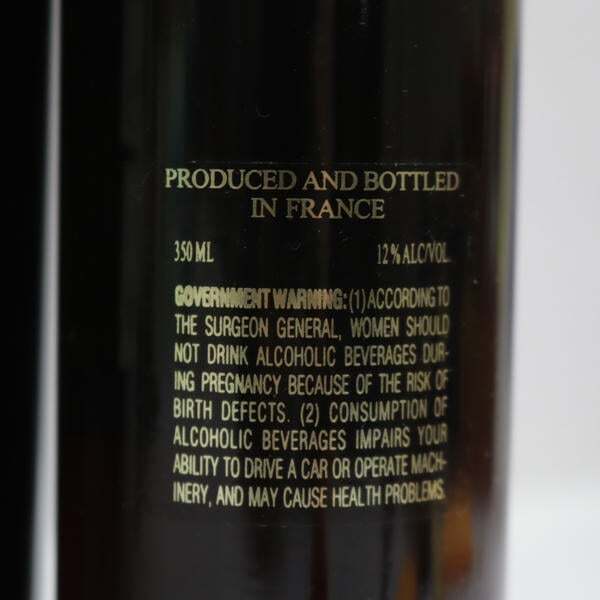 PRODUCED AND BOTTLED
IN FRANCE
350 ML 12% ALC/VOL.
GOVERNMENT WARNING: (1) ACCORDING TO
THE SURGEON GENERAL, WOMEN SHOULD
NOT DRINK ALCOHOLIC BEVERAGES DUR-
ING PREGNANCY BECAUSE OF THE RISK OF
BIRTH DEFECTS. (2) CONSUMPTION OF
ALCOHOLIC BEVERAGES IMPAIRS YOUR
ABILITY TO DRIVE A CAR OR OPERATE MACH-
INERY, AND MAY CAUSE HEALTH PROBLEMS.